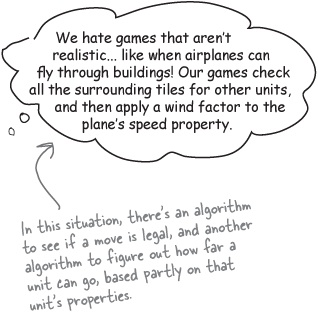 We hate games that aren't
realistic... like when airplanes can
fly through buildings! Our games check
all the surrounding tiles for other units,
and then apply a wind factor to the
plane's speed property.
In this situation, there's an algorithm
to see if a move is legal, and another
algorithm to figure out how far a
unit can go, based partly on that
unit's properties.